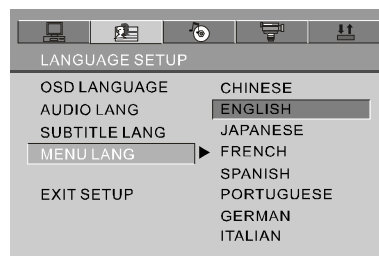 LANGUAGE SETUP
OSD LANGUAGE
AUDIO LANG
SUBTITLE LANG
MENU LANG
EXIT SETUP
CHINESE
ENGLISH
JAPANESE
FRENCH
SPANISH
PORTUGUESE
GERMAN
ITALIAN